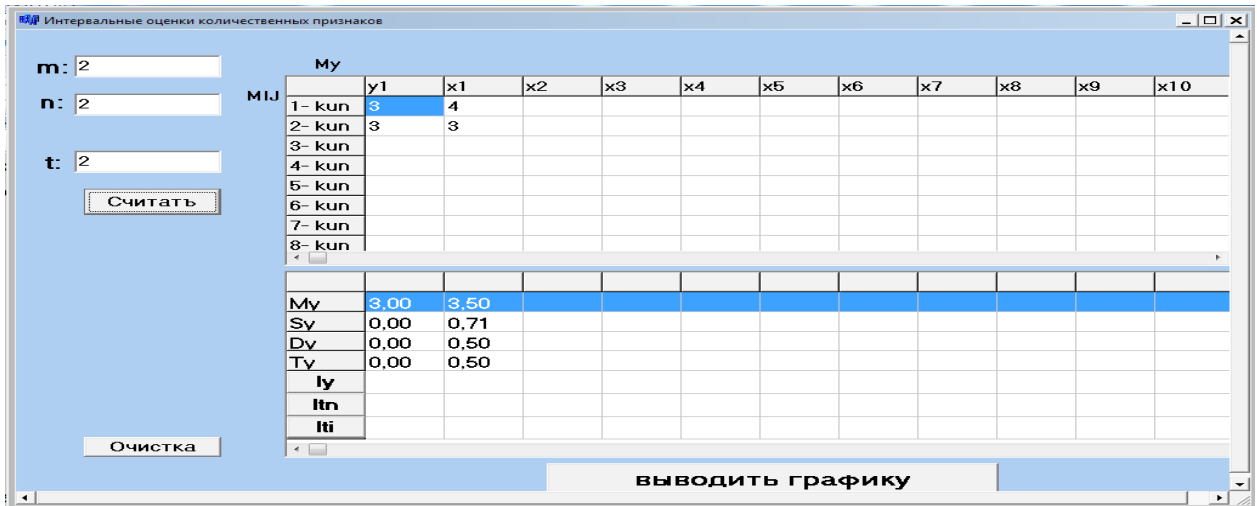 Интервальные оценки количественных признаков
m: 2
n: 2
t: 2
Считать
Очистка
My
MIJ
y1 x1 x2 x3 x4 x5 x6 x7 x8 x9 x10
1- kun 3 4
2- kun 3 3
3- kun
4- kun
5- kun
6- kun
7- kun
8- kun
My 3,00 3,50
Sy 0,00 0,71
Dy 0,00 0,50
Ty 0,00 0,50
Iy
Itn
Iti
выводить графику